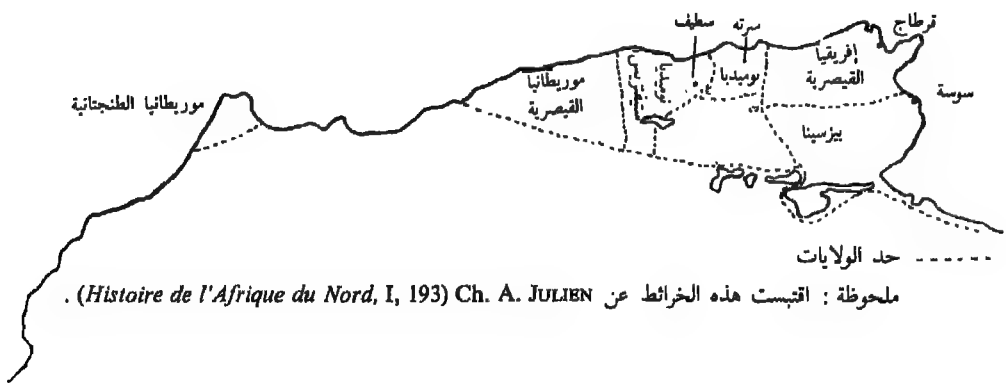 قرطاج
سرته
سطيف
إفريقيا
القيصرية
نوميديا
نوميديا
موريطانيا
القيصرية
موريطانيا الطنجتانية
سوسة
بيزسينا
حد الولايات
ملحوظة : اقتبست هذه الخرائط عن Ch. A. JULIEN (Histoire de l'Afrique du Nord, I, 193) .